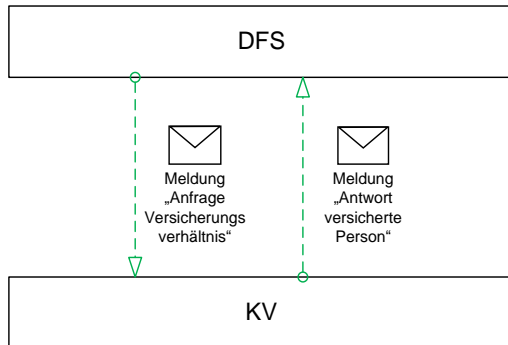 DFS
Meldung
„Anfrage
Versicherungs
verhältnis“
Meldung
„Antwort
versicherte
Person“
KV